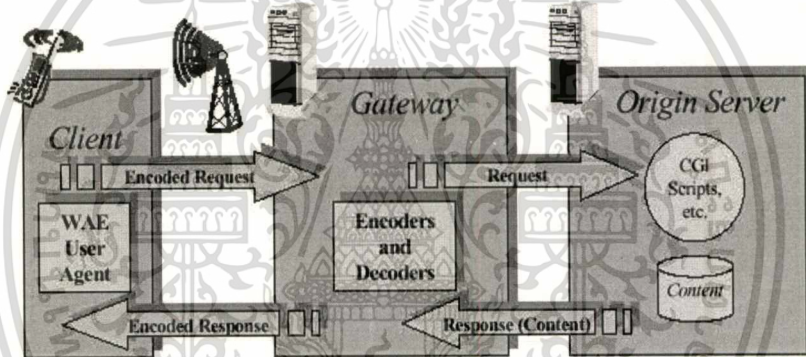 Client
Gateway
Origin Server
Encoded Request
Request
CGI
Scripts,
etc.
WAE
User
Agent
Encoders
and
Decoders
Content
Encoded Response
Response (Content)